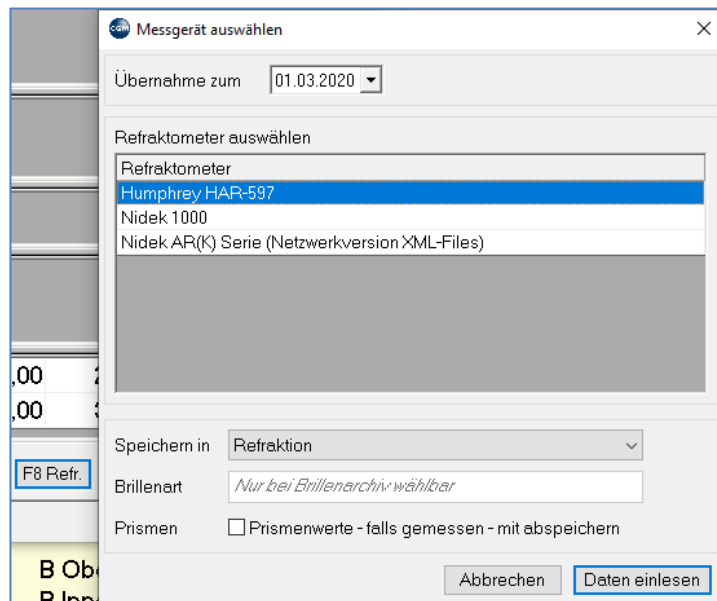 CGM Messgerät auswählen
Übernahme zum 01.03.2020
Refraktometer auswählen
Refraktometer
Humphrey HAR-597
Nidek 1000
Nidek AR(K) Serie (Netzwerkversion XML-Files)
,00
,00
Speichern in Refraktion
F8 Refr.
Brillenart Nur bei Brillenarchiv wählbar
Prismen Prismenwerte - falls gemessen - mit abspeichern
Abbrechen Daten einlesen
B
B